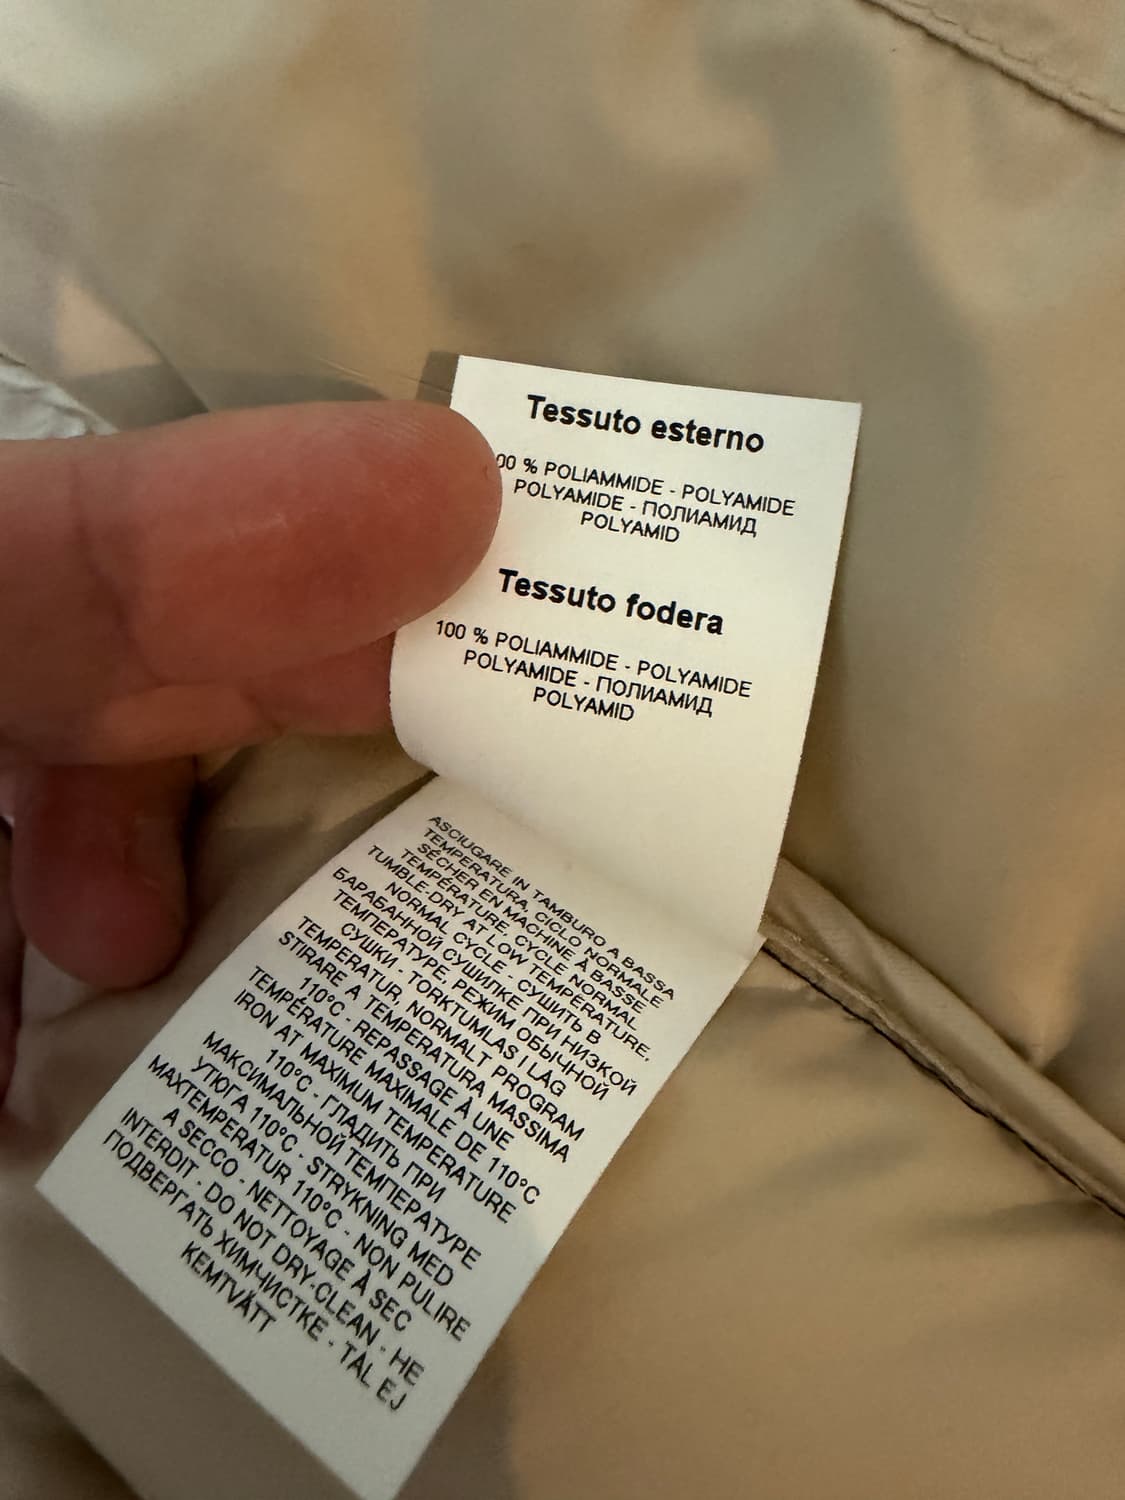 Tessuto esterno
00 % POLIAMMIDE - POLYAMIDE
POLYAMIDE - ПОЛИАМИД
POLYAMID
Tessuto fodera
100 % POLIAMMIDE - POLYAMIDE
POLYAMIDE - ПОЛИАМИД
POLYAMID
ASCIUGARE IN TAMBURO A BASSA
TEMPERATURA, CICLO NORMALE
SÉCHER EN MACHINE À BASSE
TEMPÉRATURE, CYCLE NORMAL
TUMBLE-DRY AT LOW TEMPERATURE,
NORMAL CYCLE - СУШИТЬ В
БАРАБАННОЙ СУШИЛКЕ ПРИ НИЗКОЙ
ТЕМПЕРАТУРЕ, РЕЖИМ ОБЫЧНОЙ
СУШКИ - TORKTUMLAS I LÅG
TEMPERATUR, NORMALT PROGRAM
STIRARE A TEMPERATURA MASSIMA
110°C - REPASSAGE À UNE
TEMPÉRATURE MAXIMALE DE 110°C
IRON AT MAXIMUM TEMPERATURE
110°C - ГЛАДИТЬ ПРИ
МАКСИМАЛЬНОЙ ТЕМПЕРАТУРЕ
УТЮГА 110°C - STRYKNING MED
MAXTEMPERATUR 110°C - NON PULIRE
A SECCO - NETTOYAGE À SEC
INTERDIT - DO NOT DRY-CLEAN - НЕ
ПОДВЕРГАТЬ ХИМЧИСТКЕ - TÅL EJ
KEMTVÄTT